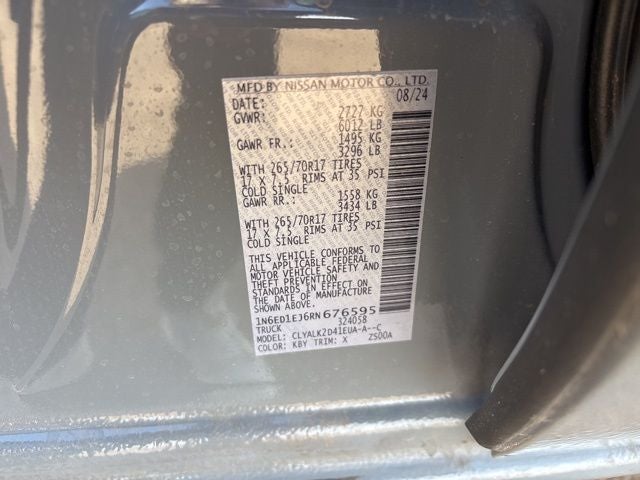 MFD BY NISSAN MOTOR CO., LTD.
DATE: 08/24
GVWR: 2727 KG
6012 LB
GAWR FR.: 1495 KG
3296 LB
WITH 265/70R17 TIRES
17 X 7.5 RIMS AT 35 PSI
COLD SINGLE
GAWR RR.: 1558 KG
3434 LB
WITH 265/70R17 TIRES
17 X 7.5 RIMS AT 35 PSI
COLD SINGLE
THIS VEHICLE CONFORMS TO
ALL APPLICABLE FEDERAL
MOTOR VEHICLE SAFETY AND
THEFT PREVENTION
STANDARDS IN EFFECT ON
THE DATE OF MANUFACTURE
SHOWN ABOVE.
1N6ED1EJ6RN676595
TRUCK 324058
MODEL: CLYALK2D41EUA-A--C
COLOR: KBY TRIM: X ZS00A